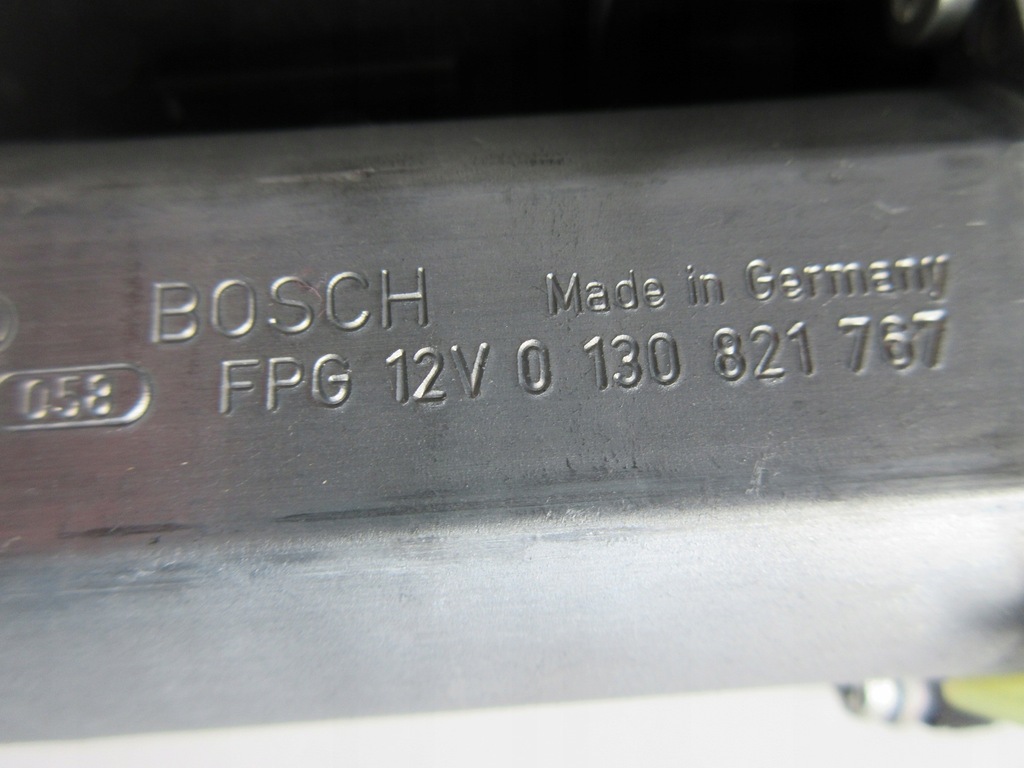 BOSCH Made in Germany
058 FPG 12V 0 130 821 767